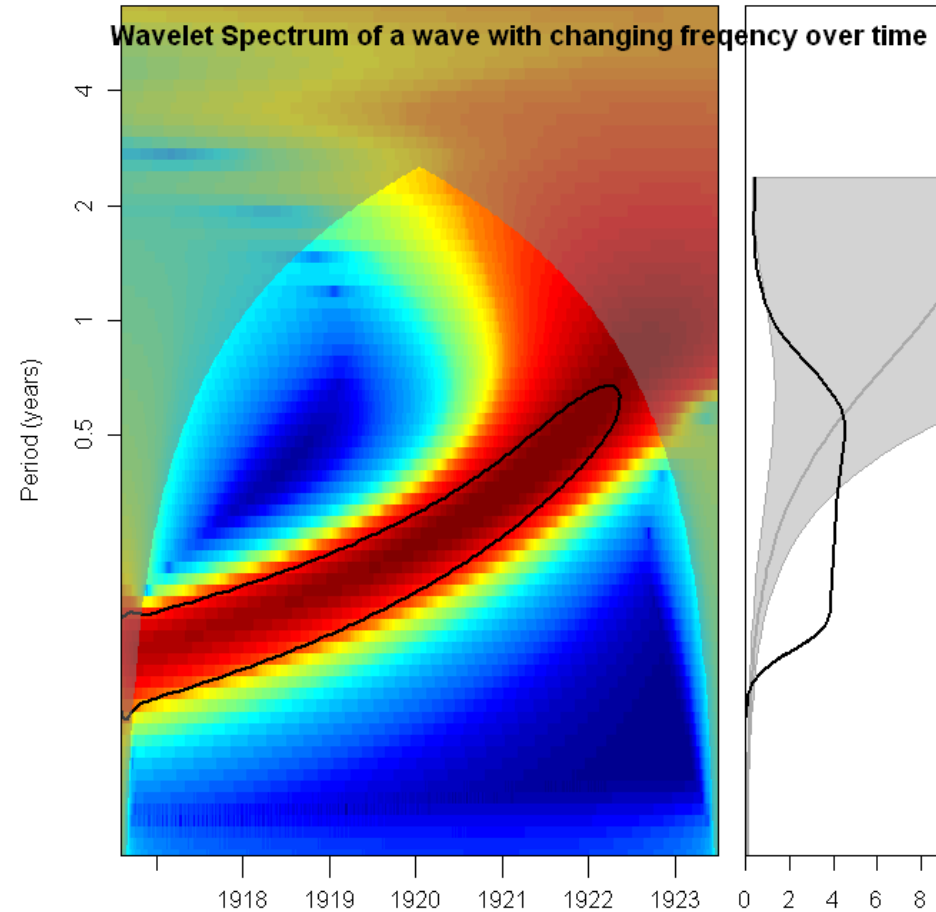 Wavelet Spectrum of a wave with changing freqency over time
4
2
1
0.5
Period (years)
1918 1919 1920 1921 1922 1923
0 2 4 6 8